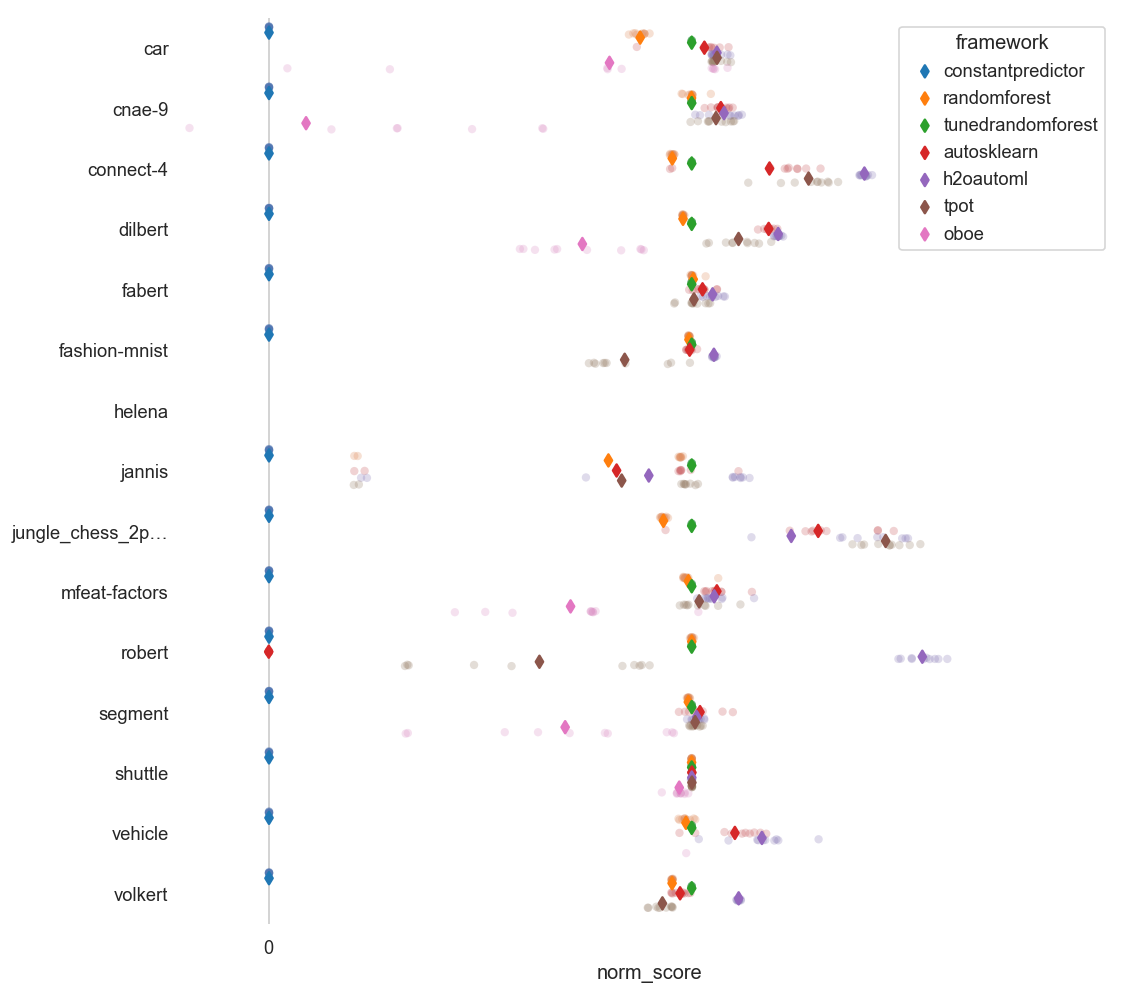 car
cnae-9
connect-4
dilbert
fabert
fashion-mnist
helena
jannis
jungle_chess_2p…
mfeat-factors
robert
segment
shuttle
vehicle
volkert
0
norm_score
framework
constantpredictor
randomforest
tunedrandomforest
autosklearn
h2oautoml
tpot
oboe